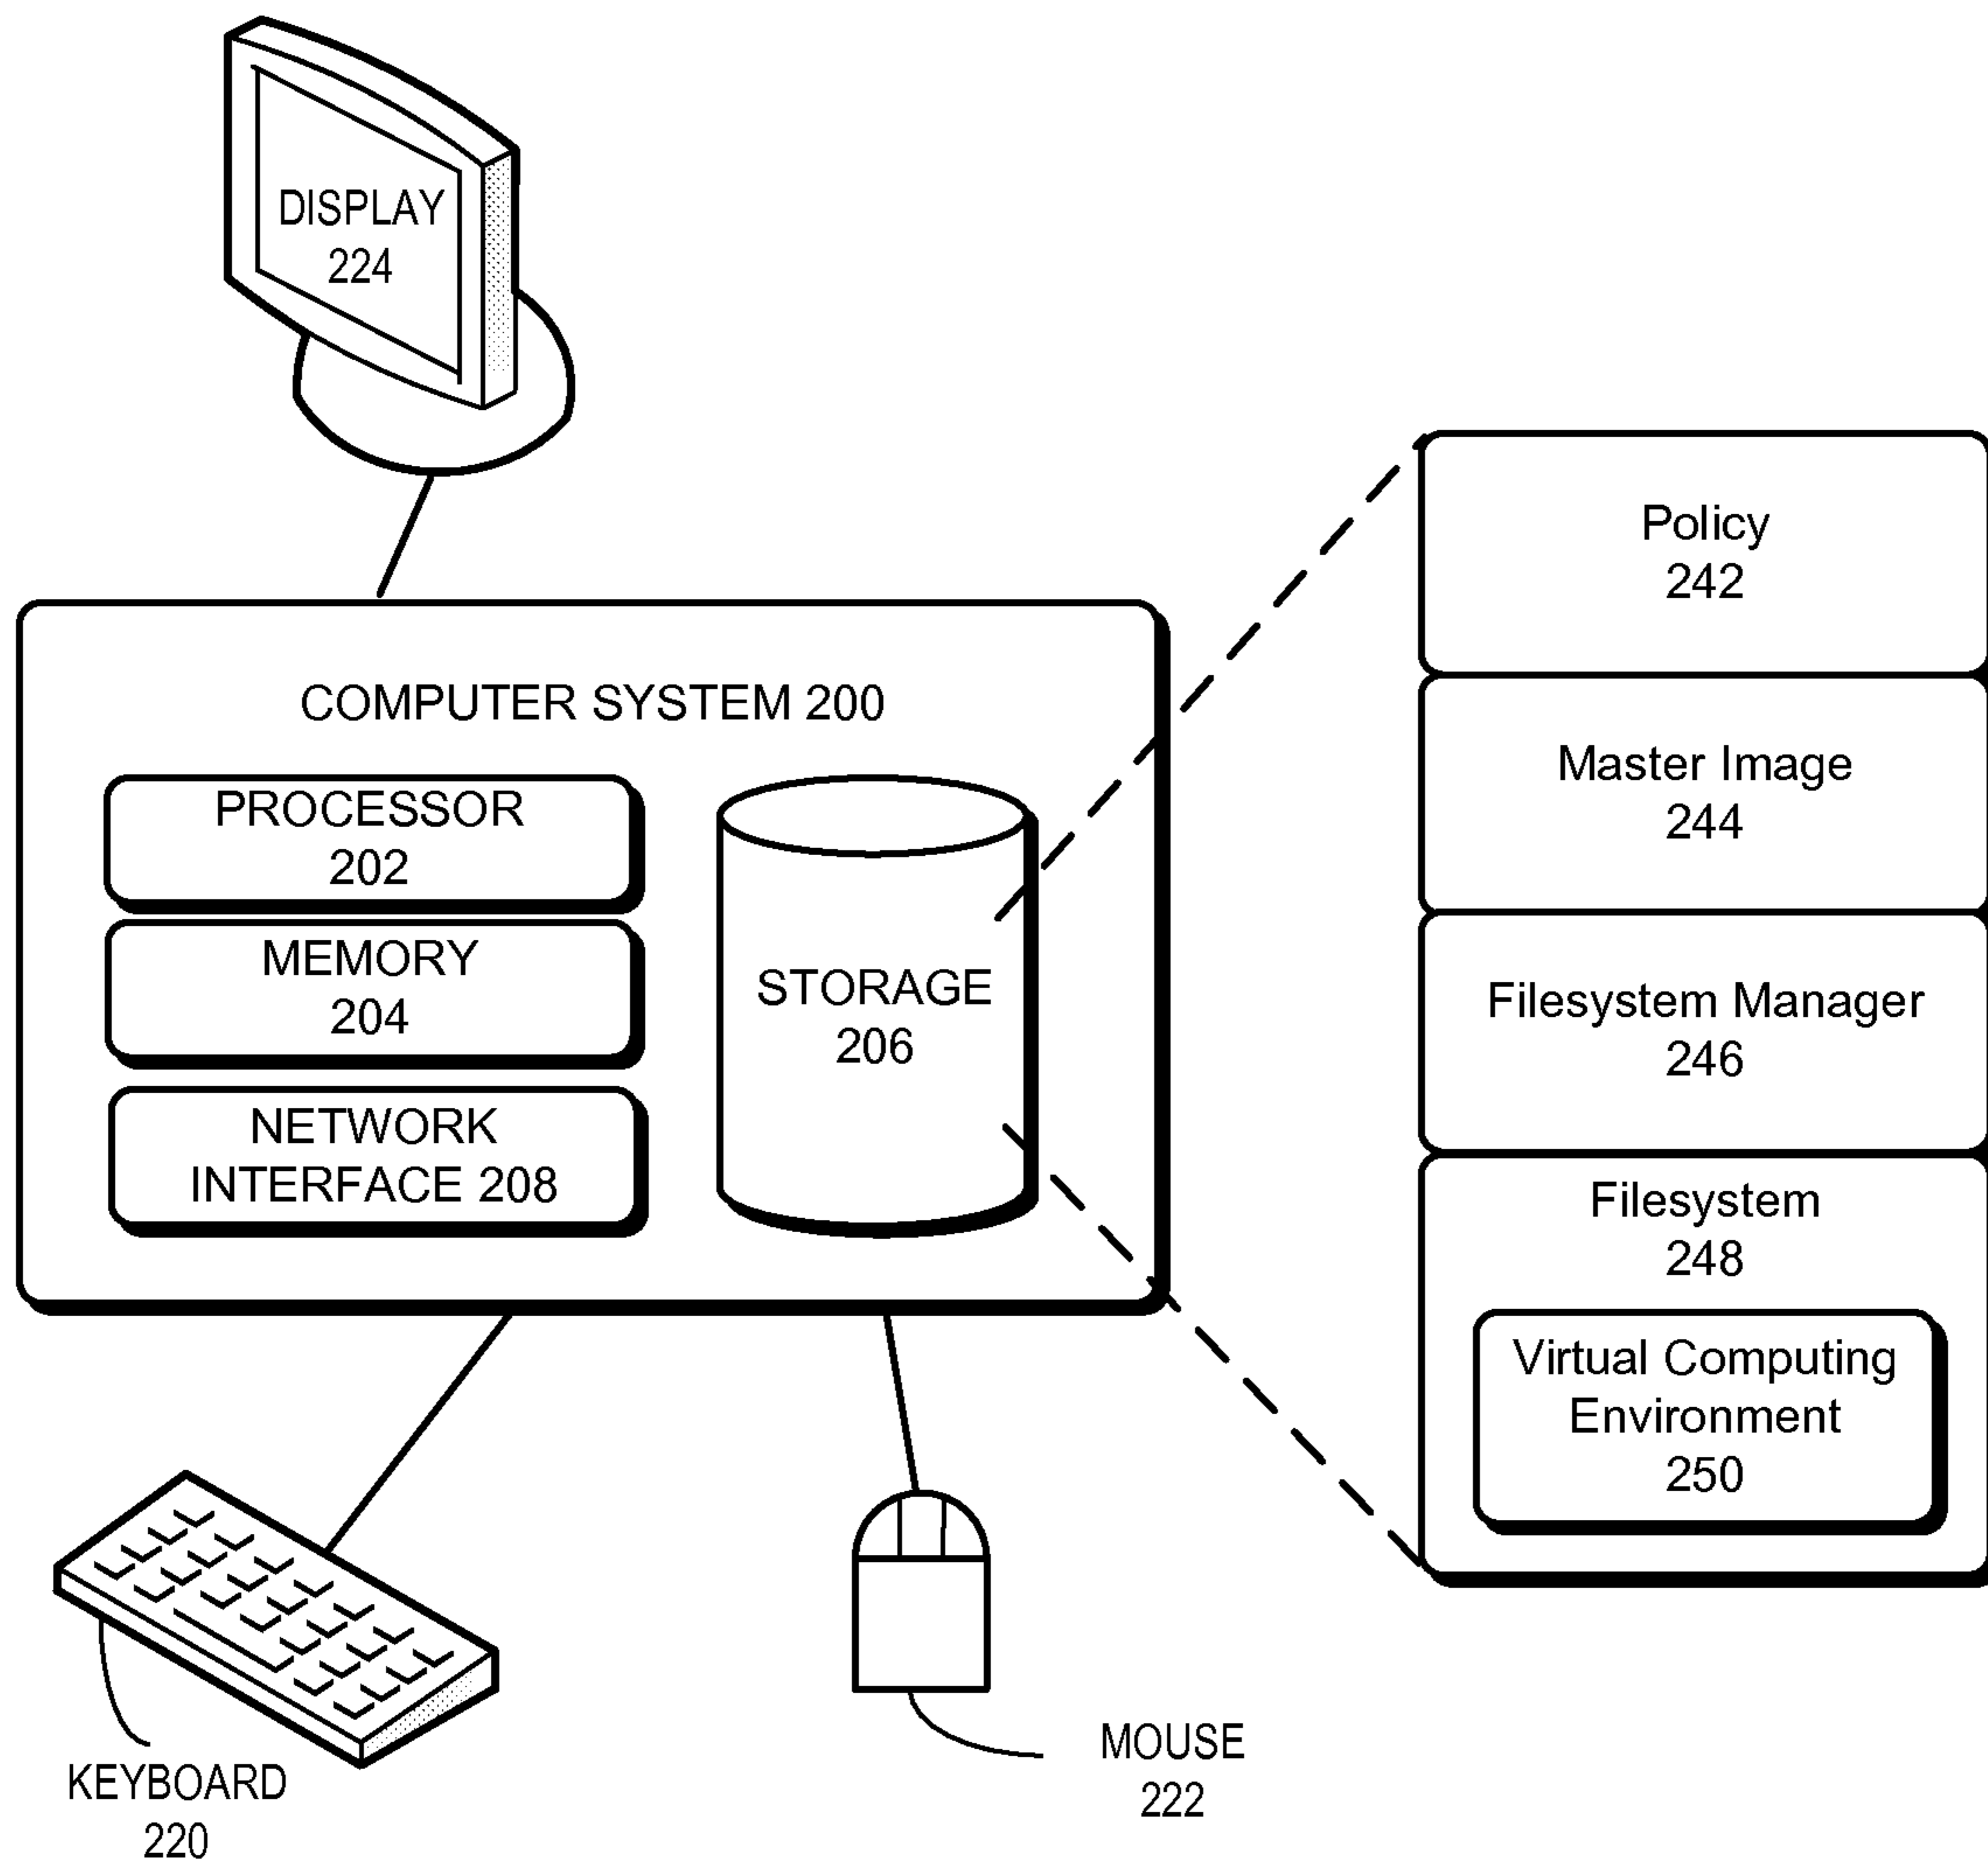 DISPLAY
224
COMPUTER SYSTEM 200
PROCESSOR
202
MEMORY
204
NETWORK
INTERFACE 208
STORAGE
206
Policy
242
Master Image
244
Filesystem Manager
246
Filesystem
248
Virtual Computing
Environment
250
KEYBOARD
220
MOUSE
222